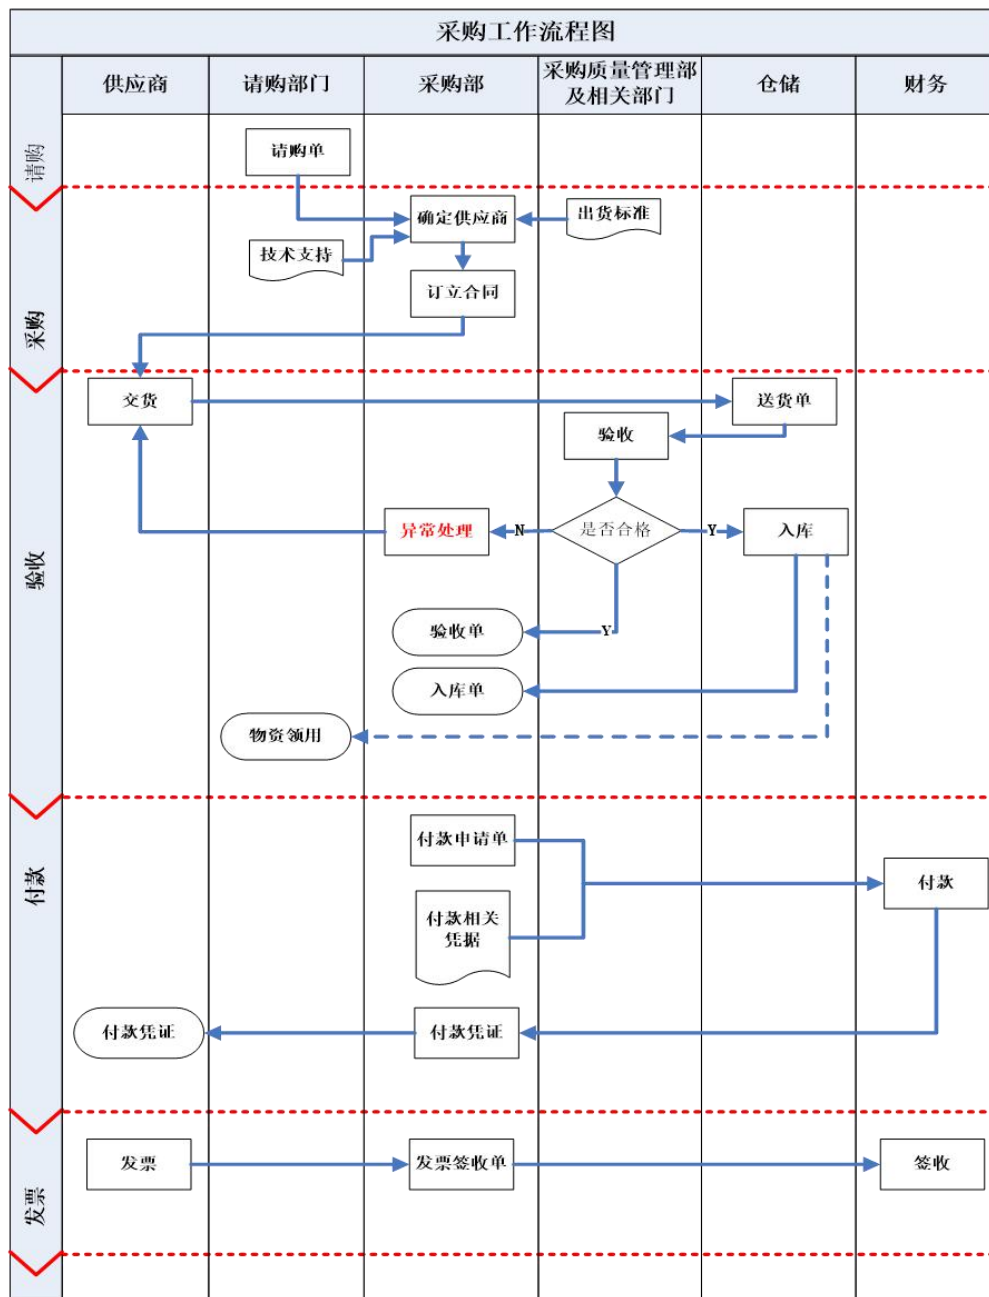 采购工作流程图
供应商
请购部门
采购部
采购质量管理部
及相关部门
仓储
财务
请购
请购单
采购
确定供应商
出货标准
技术支持
订立合同
验收
交货
送货单
验收
异常处理
N
是否合格
Y
入库
验收单
Y
入库单
物资领用
付款
付款申请单
付款
付款相关
凭据
付款凭证
付款凭证
发票
发票
发票签收单
签收